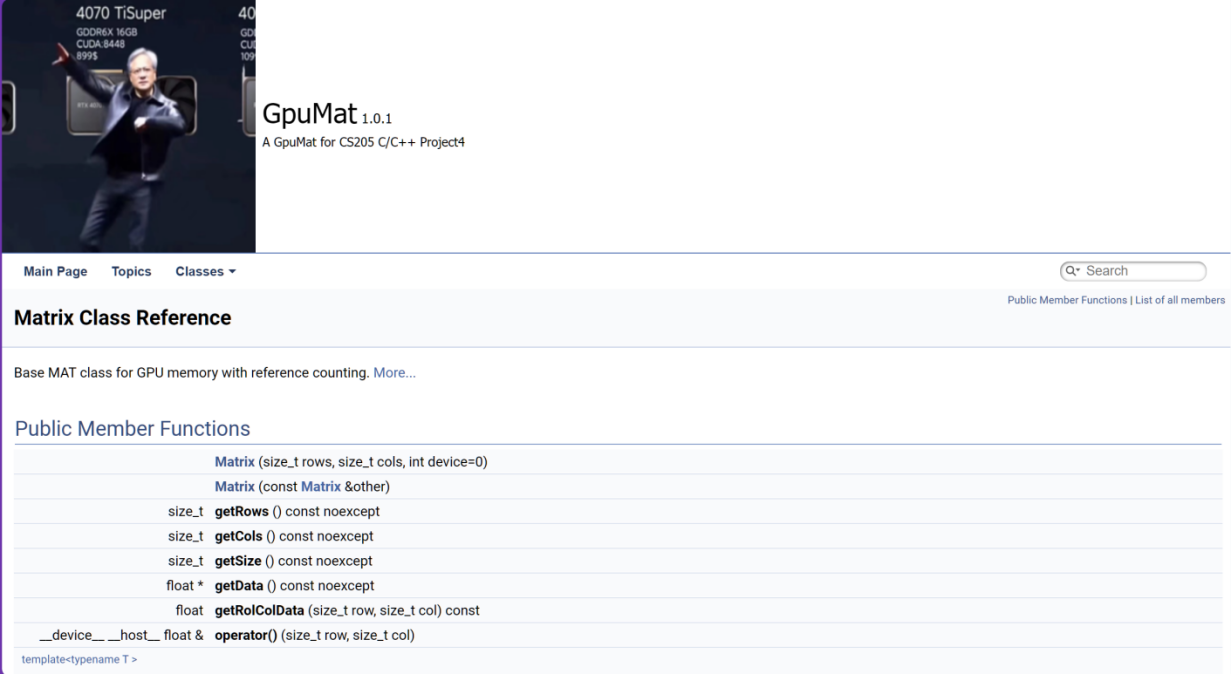 4070 TiSuper
GDDR6X 16GB
CUDA:8448
899$
40
GD
CU
109
GpuMat 1.0.1
A GpuMat for CS205 C/C++ Project4
Main Page Topics Classes
Search
Public Member Functions | List of all members
Matrix Class Reference
Base MAT class for GPU memory with reference counting. More...
Public Member Functions
Matrix (size_t rows, size_t cols, int device=0)
Matrix (const Matrix &other)
size_t getRows () const noexcept
size_t getCols () const noexcept
size_t getSize () const noexcept
float * getData () const noexcept
float getRolColData (size_t row, size_t col) const
__device__ __host__ float & operator() (size_t row, size_t col)
template<typename T >